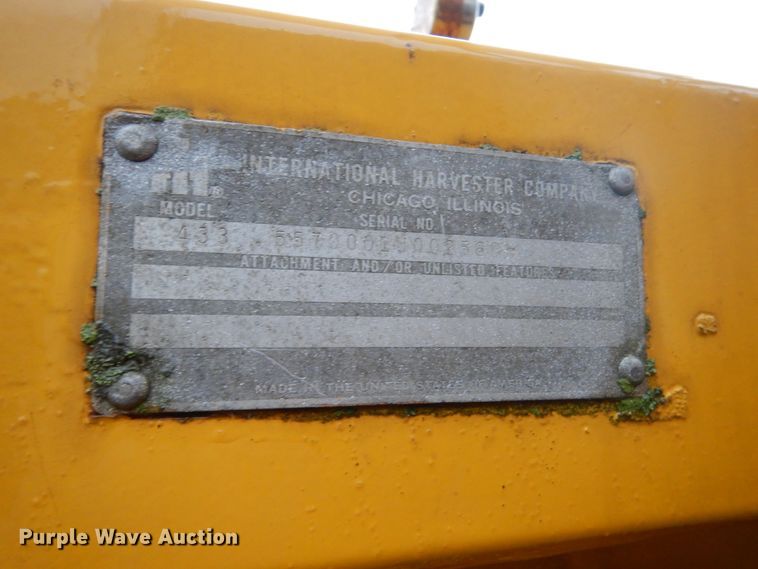 INTERNATIONAL HARVESTER COMPANY
CHICAGO, ILLINOIS
MODEL
SERIAL NO.
433
ATTACHMENT AND/OR UNLISTED FEATURES
MADE IN THE UNITED STATES OF AMERICA
Purple Wave Auction